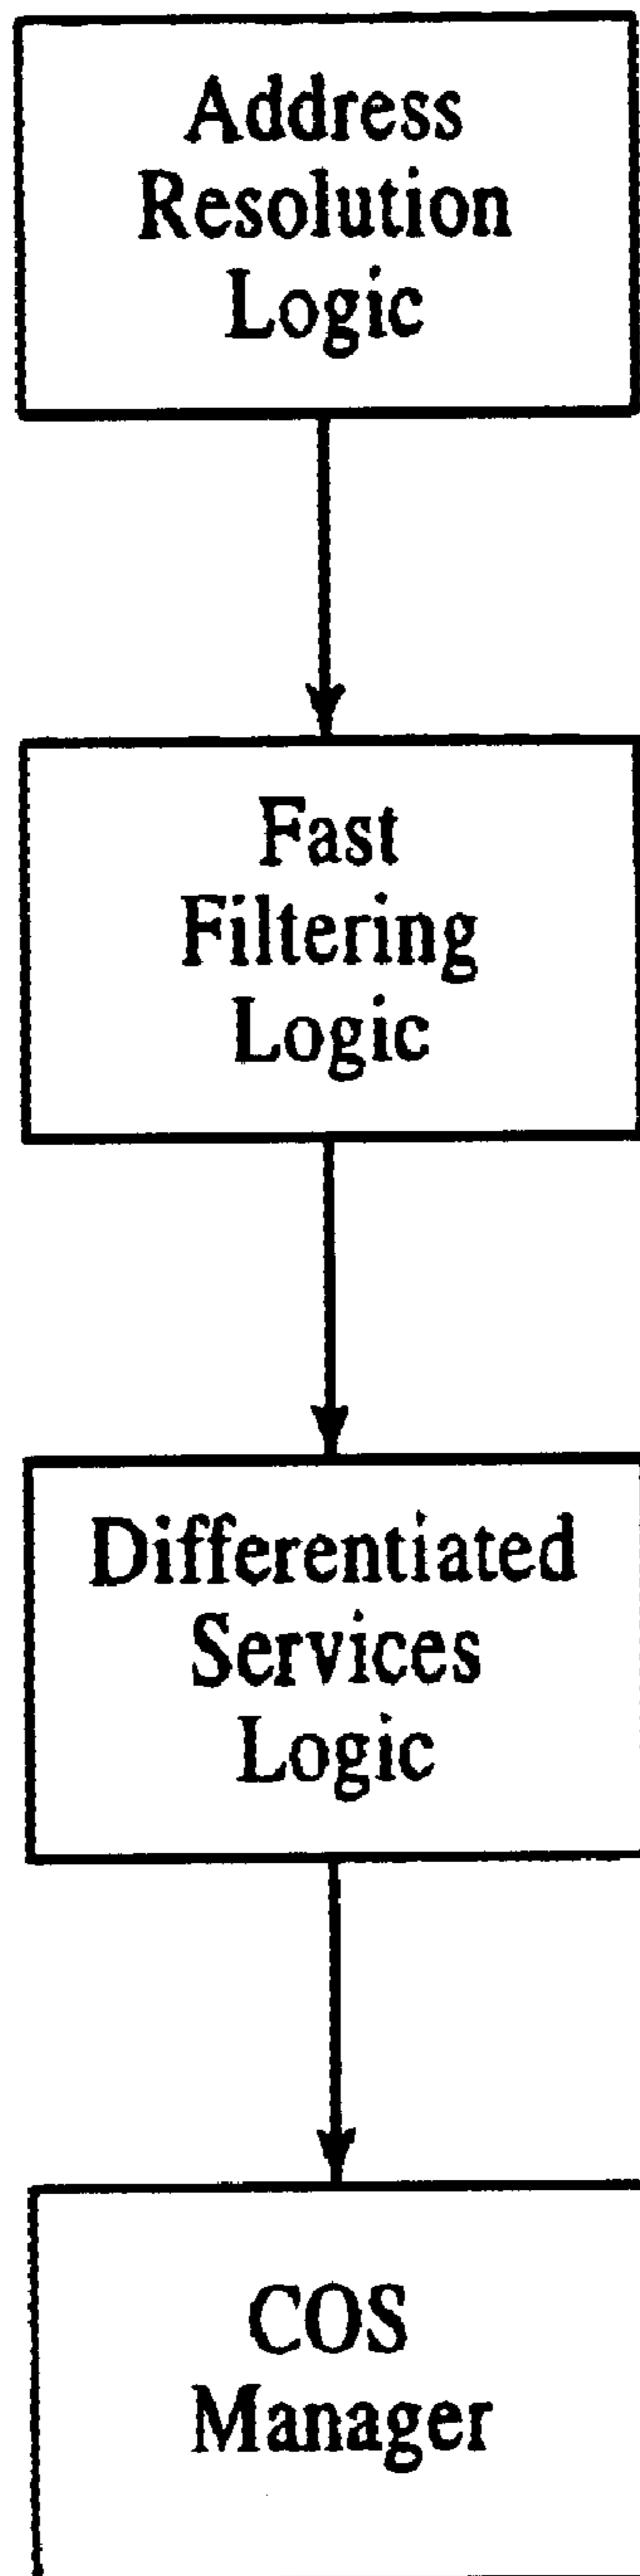 Address
Resolution
Logic
Fast
Filtering
Logic
Differentiated
Services
Logic
COS
Manager